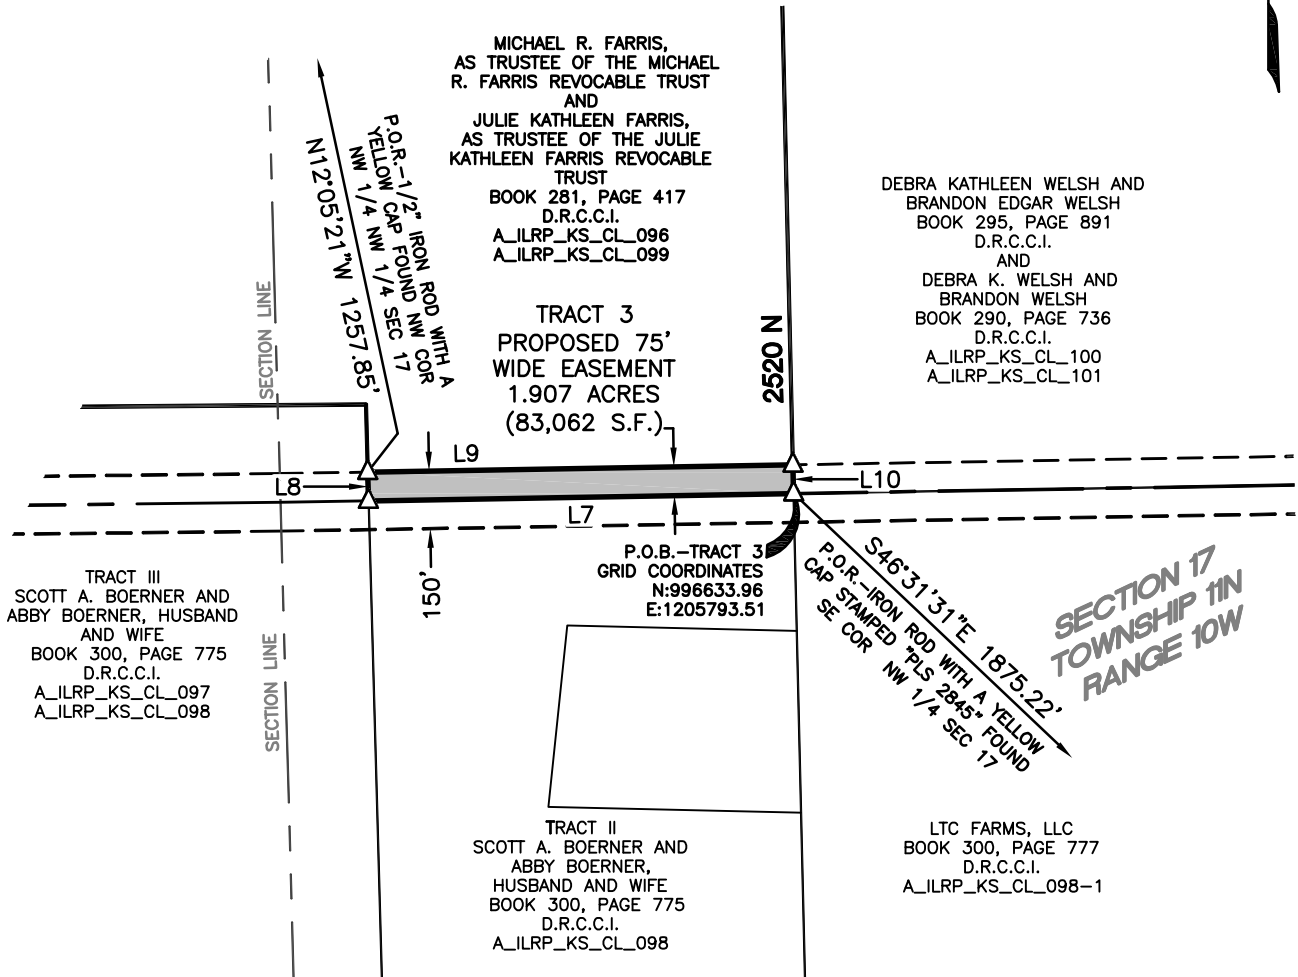 MICHAEL R. FARRIS,
AS TRUSTEE OF THE MICHAEL
R. FARRIS REVOCABLE TRUST
AND
JULIE KATHLEEN FARRIS,
AS TRUSTEE OF THE JULIE
KATHLEEN FARRIS REVOCABLE
TRUST
BOOK 281, PAGE 417
D.R.C.C.I.
A_ILRP_KS_CL_096
A_ILRP_KS_CL_099
P.O.R.-1/2" IRON ROD WITH A
YELLOW CAP FOUND NW COR
NW 1/4 NW 1/4 SEC 17
N12°05'21"W 1257.85'
SECTION LINE
DEBRA KATHLEEN WELSH AND
BRANDON EDGAR WELSH
BOOK 295, PAGE 891
D.R.C.C.I.
AND
DEBRA K. WELSH AND
BRANDON WELSH
BOOK 290, PAGE 736
D.R.C.C.I.
A_ILRP_KS_CL_100
A_ILRP_KS_CL_101
TRACT 3
PROPOSED 75'
WIDE EASEMENT
1.907 ACRES
(83,062 S.F.)
2520 N
L9
L8
L10
L7
150'
P.O.B.-TRACT 3
GRID COORDINATES
N:996633.96
E:1205793.51
S46°31'31"E 1875.22'
P.O.R.-IRON ROD WITH A YELLOW
CAP STAMPED "PLS 2845" FOUND
SE COR NW 1/4 SEC 17
SECTION 17
TOWNSHIP 11N
RANGE 10W
TRACT III
SCOTT A. BOERNER AND
ABBY BOERNER, HUSBAND
AND WIFE
BOOK 300, PAGE 775
D.R.C.C.I.
A_ILRP_KS_CL_097
A_ILRP_KS_CL_098
SECTION LINE
TRACT II
SCOTT A. BOERNER AND
ABBY BOERNER,
HUSBAND AND WIFE
BOOK 300, PAGE 775
D.R.C.C.I.
A_ILRP_KS_CL_098
LTC FARMS, LLC
BOOK 300, PAGE 777
D.R.C.C.I.
A_ILRP_KS_CL_098-1